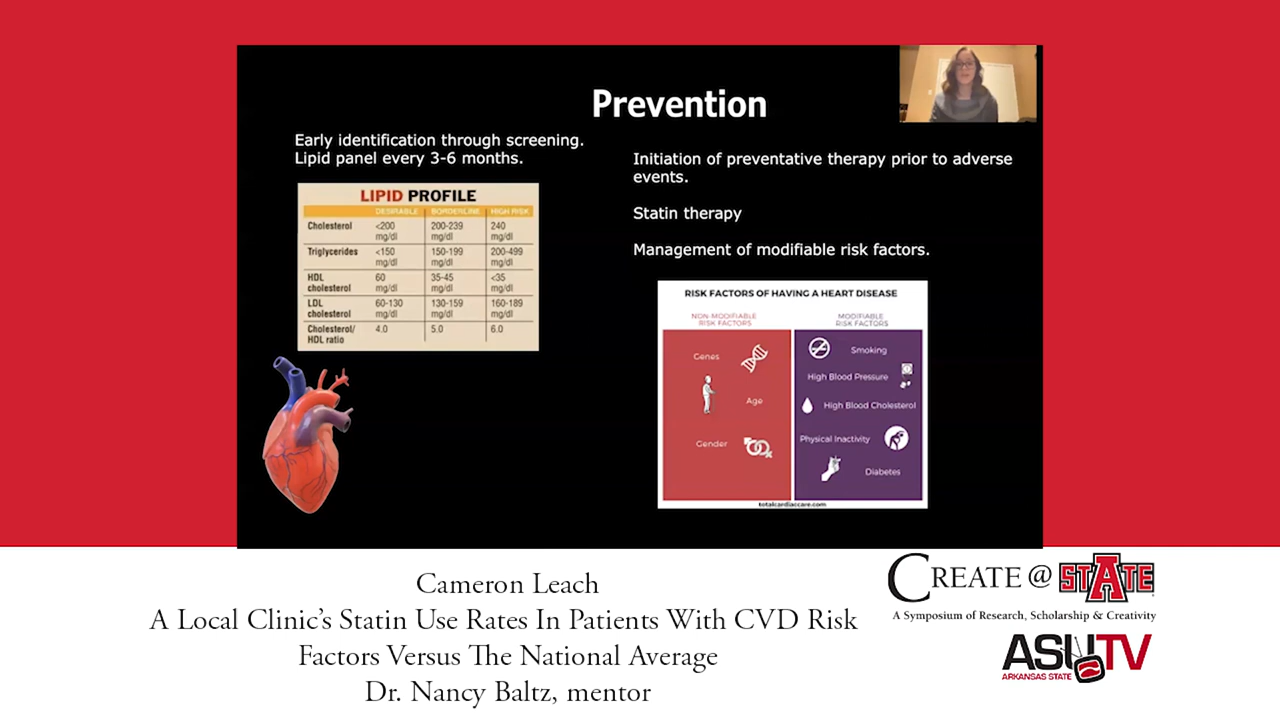 Prevention
Early identification through screening.
Lipid panel every 3-6 months.
LIPID PROFILE
DESIRABLE BORDERLINE HIGH RISK
Cholesterol <200 mg/dl 200-239 mg/dl 240 mg/dl
Triglycerides <150 mg/dl 150-199 mg/dl 200-499 mg/dl
HDL cholesterol 60 mg/dl 35-45 mg/dl <35 mg/dl
LDL cholesterol 60-130 mg/dl 130-159 mg/dl 160-189 mg/dl
Cholesterol/ HDL ratio 4.0 5.0 6.0
Initiation of preventative therapy prior to adverse
events.
Statin therapy
Management of modifiable risk factors.
RISK FACTORS OF HAVING A HEART DISEASE
NON-MODIFIABLE
RISK FACTORS
Genes
Age
Gender
MODIFIABLE
RISK FACTORS
Smoking
High Blood Pressure
High Blood Cholesterol
Physical Inactivity
Diabetes
totalcardiaccare.com
Cameron Leach
A Local Clinic’s Statin Use Rates In Patients With CVD Risk
Factors Versus The National Average
Dr. Nancy Baltz, mentor
CREATE @ STATE
A Symposium of Research, Scholarship & Creativity
ASUTV
ARKANSAS STATE